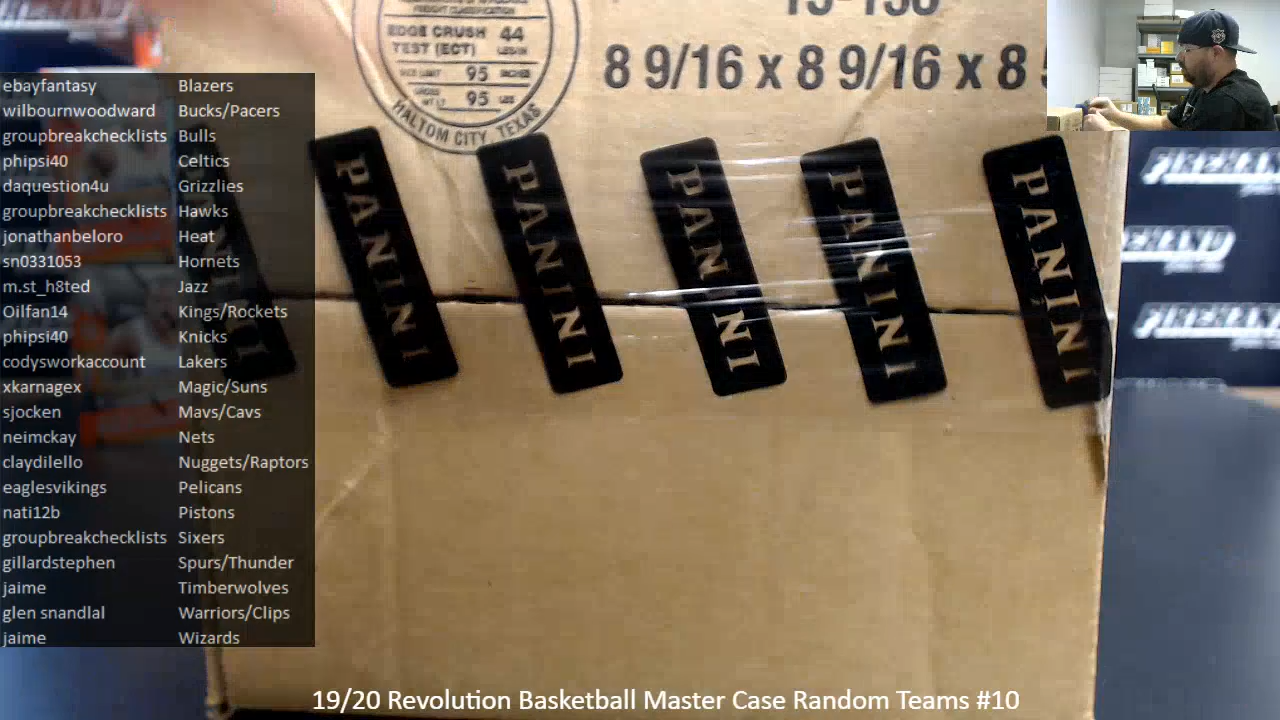 EDGE CRUSH 44
TEST (ECT)
95
95
HALTOM CITY, TEXAS
8 9/16 x 8 9/16 x 8
PANINI
PANINI
PANINI
PANINI
PANINI
ebayfantasy Blazers
wilbournwoodward Bucks/Pacers
groupbreakchecklists Bulls
phipsi40 Celtics
daquestion4u Grizzlies
groupbreakchecklists Hawks
jonathanbeloro Heat
sn0331053 Hornets
m.st_h8ted Jazz
Oilfan14 Kings/Rockets
phipsi40 Knicks
codysworkaccount Lakers
xkarnagex Magic/Suns
sjocken Mavs/Cavs
neimckay Nets
claydilello Nuggets/Raptors
eaglesvikings Pelicans
nati12b Pistons
groupbreakchecklists Sixers
gillardstephen Spurs/Thunder
jaime Timberwolves
glen snandlal Warriors/Clips
jaime Wizards
19/20 Revolution Basketball Master Case Random Teams #10